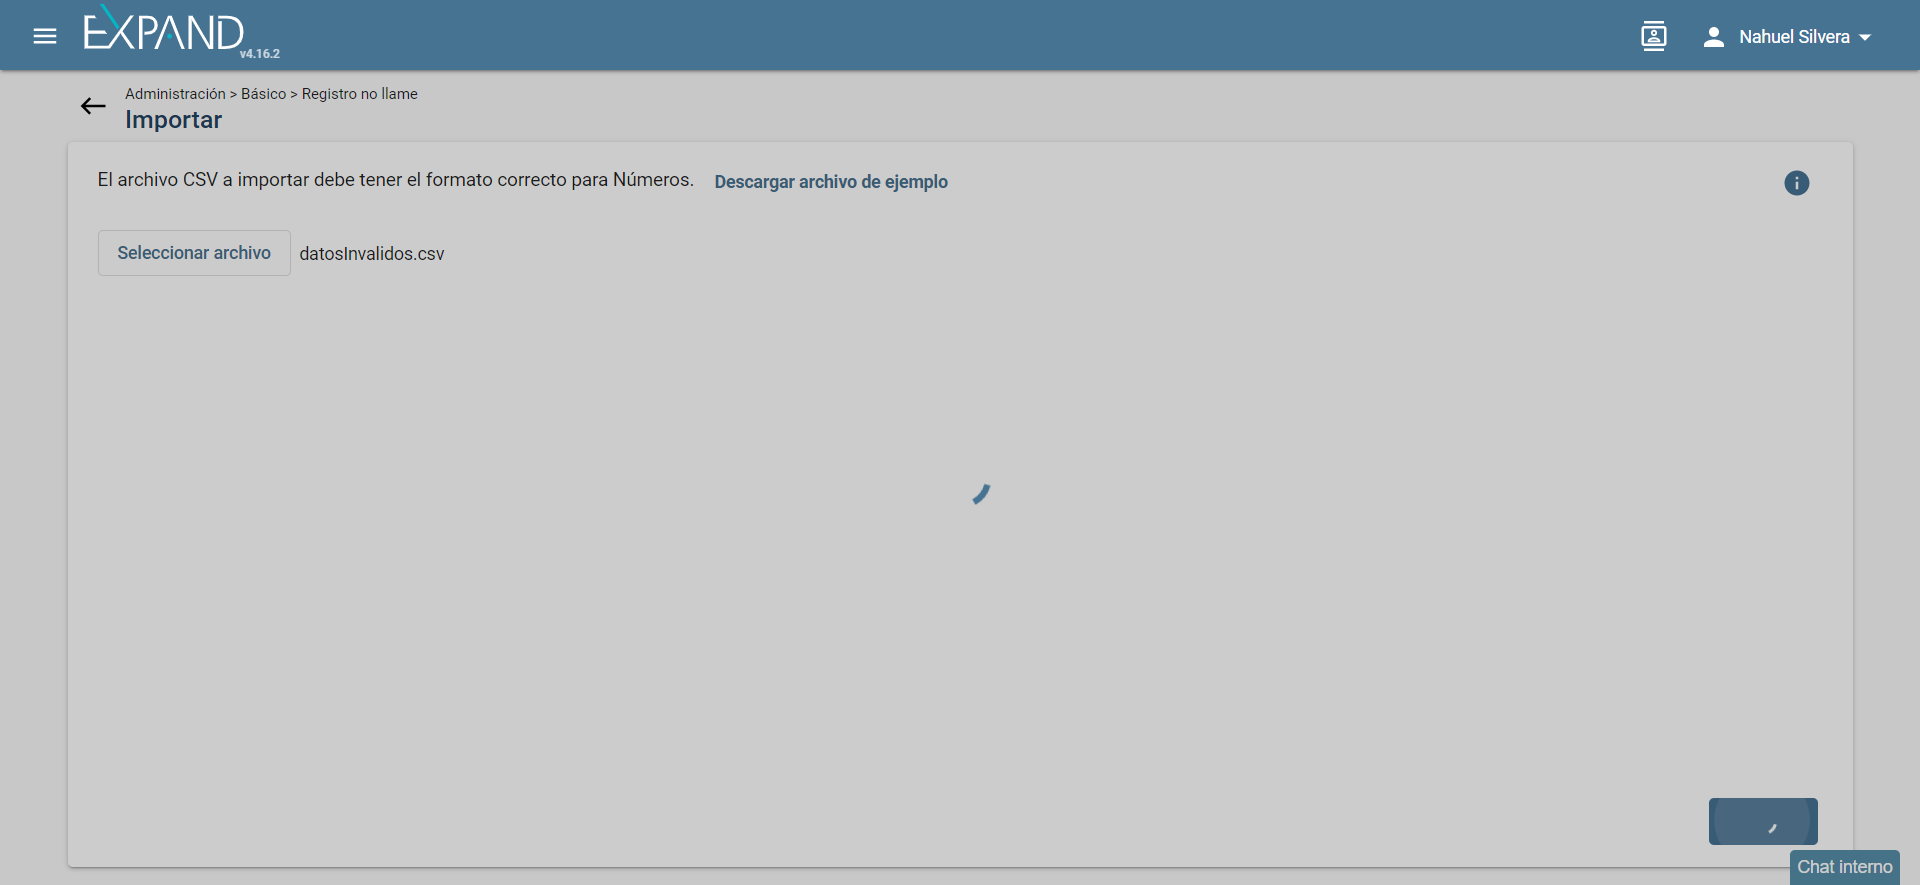 EXPAND
v4.16.2
Nahuel Silvera
Administración > Básico > Registro no llame
Importar
El archivo CSV a importar debe tener el formato correcto para Números. Descargar archivo de ejemplo
Seleccionar archivo datosInvalidos.csv
Chat interno